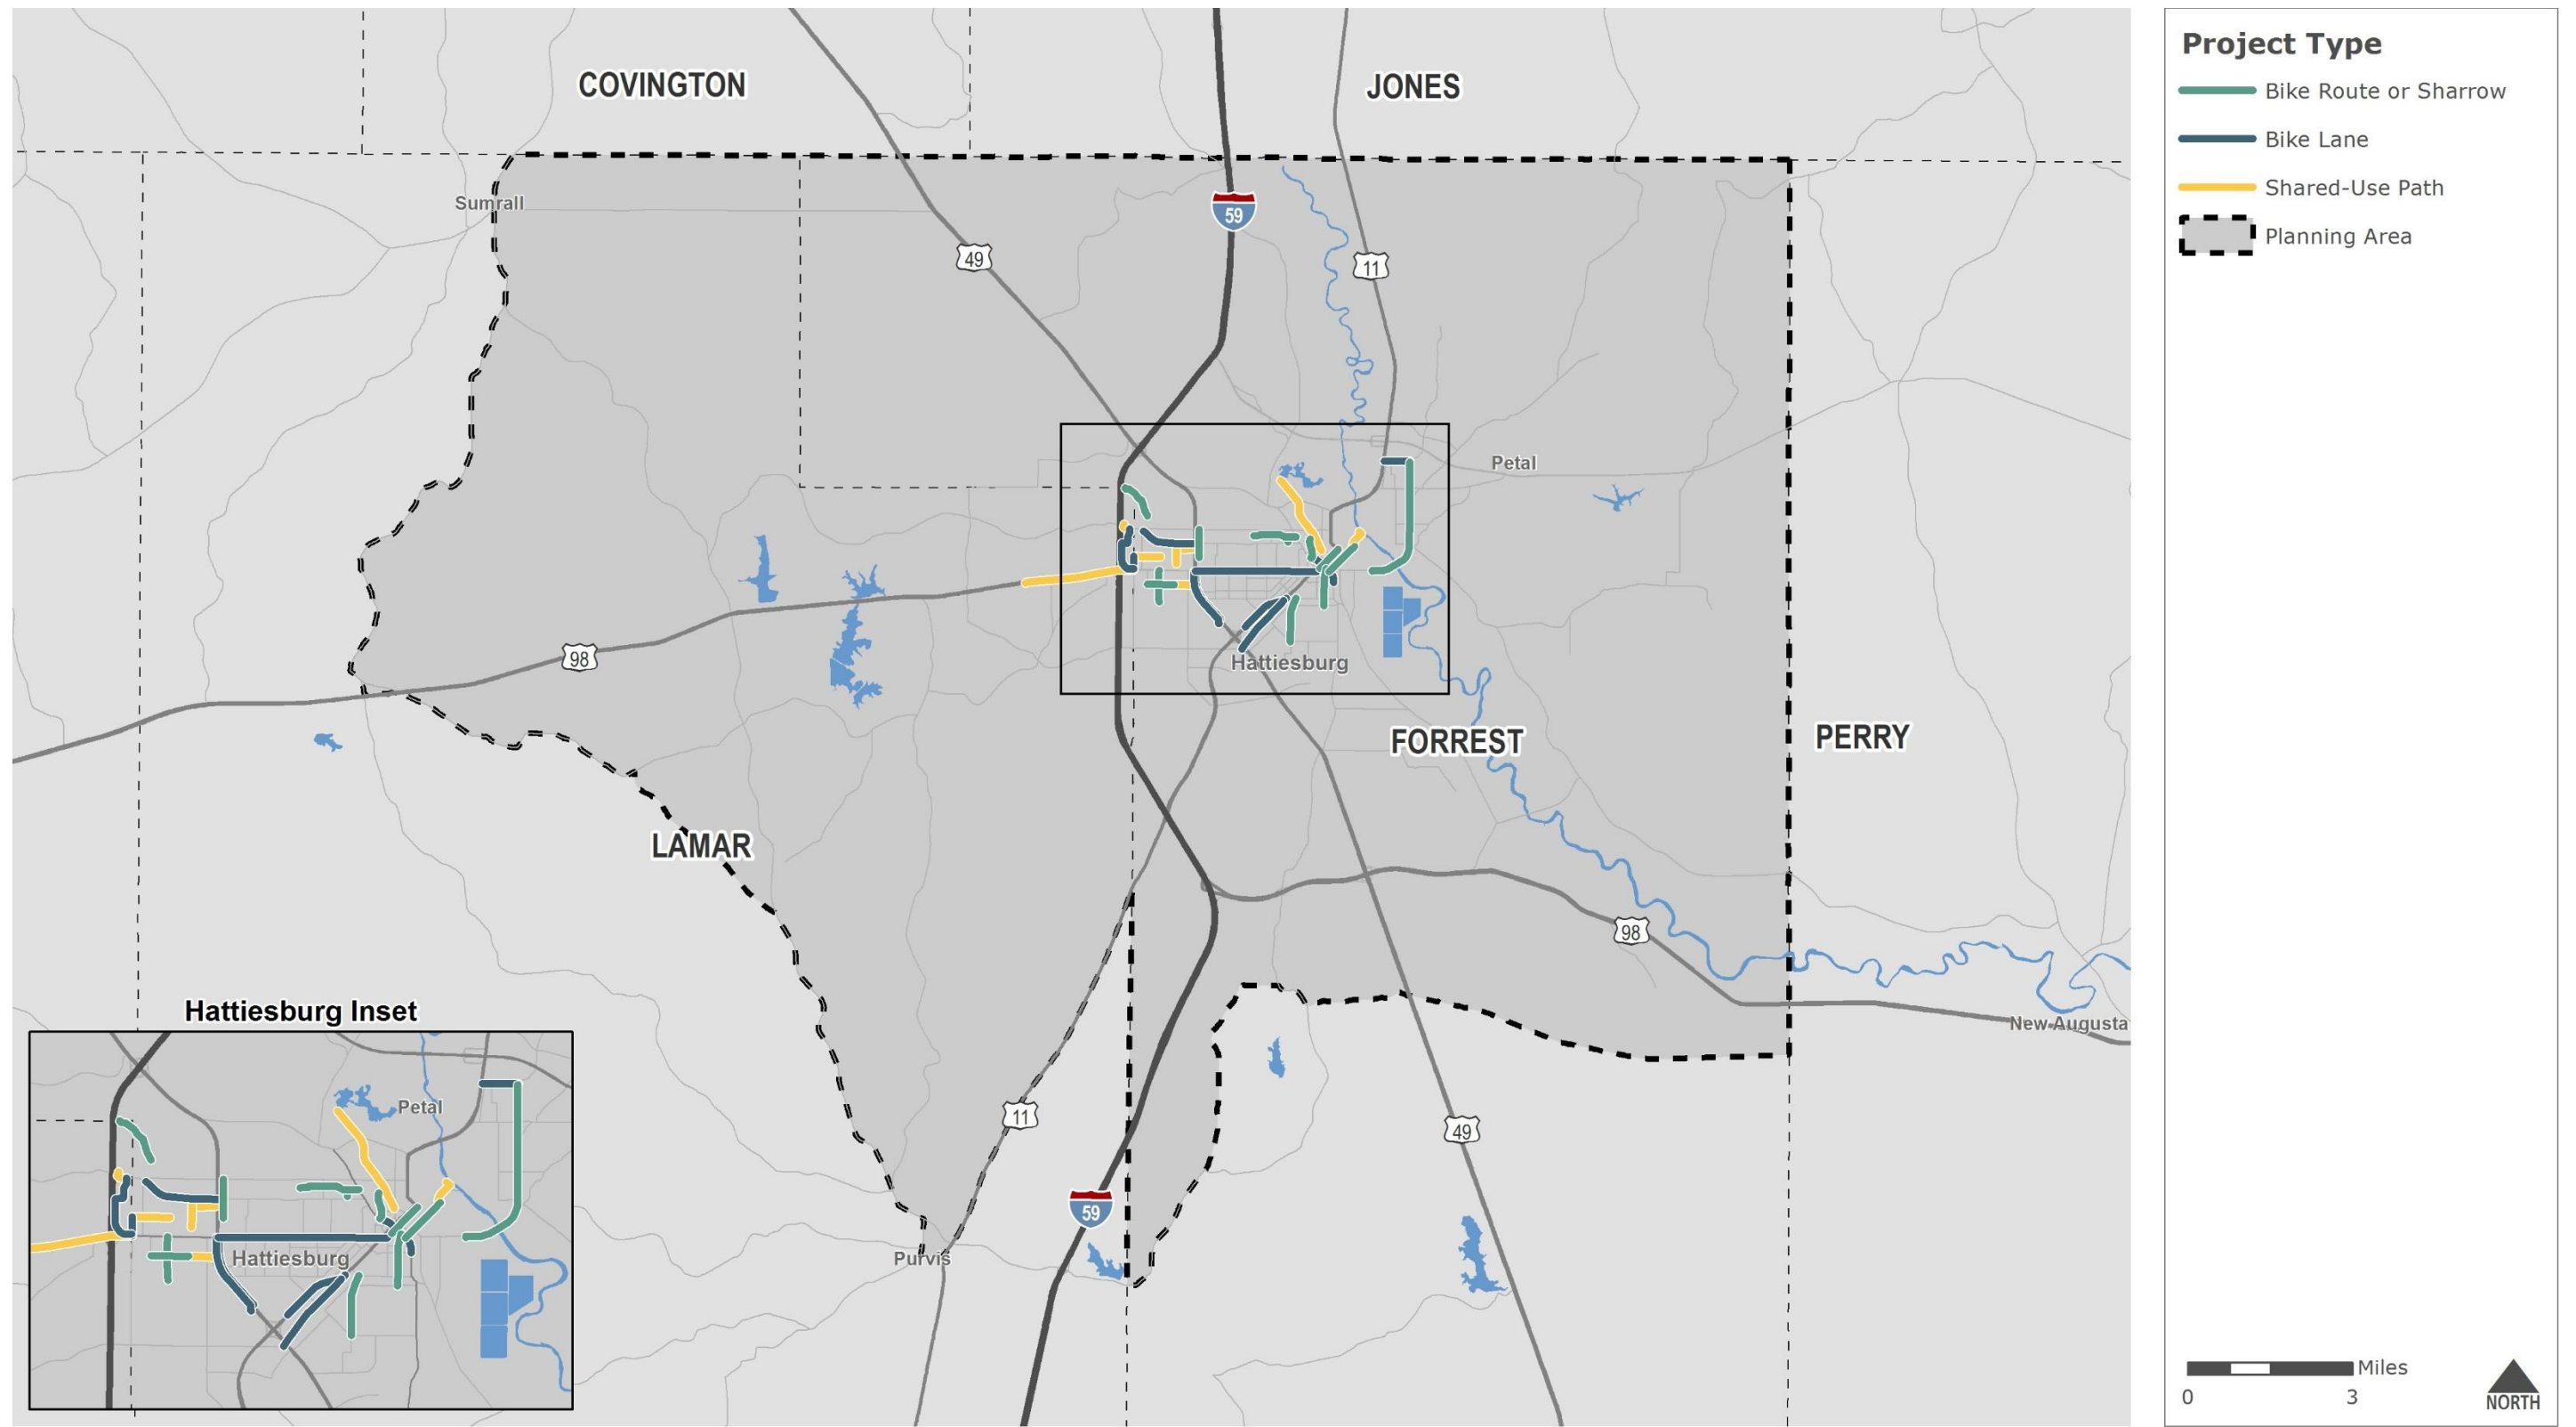 COVINGTON
JONES
Sumrall
59
49
11
Petal
98
Hattiesburg
FORREST
PERRY
LAMAR
98
New Augusta
11
49
59
Purvis
Hattiesburg Inset
Petal
Hattiesburg
Project Type
Bike Route or Sharrow
Bike Lane
Shared-Use Path
Planning Area
Miles
0 3
NORTH